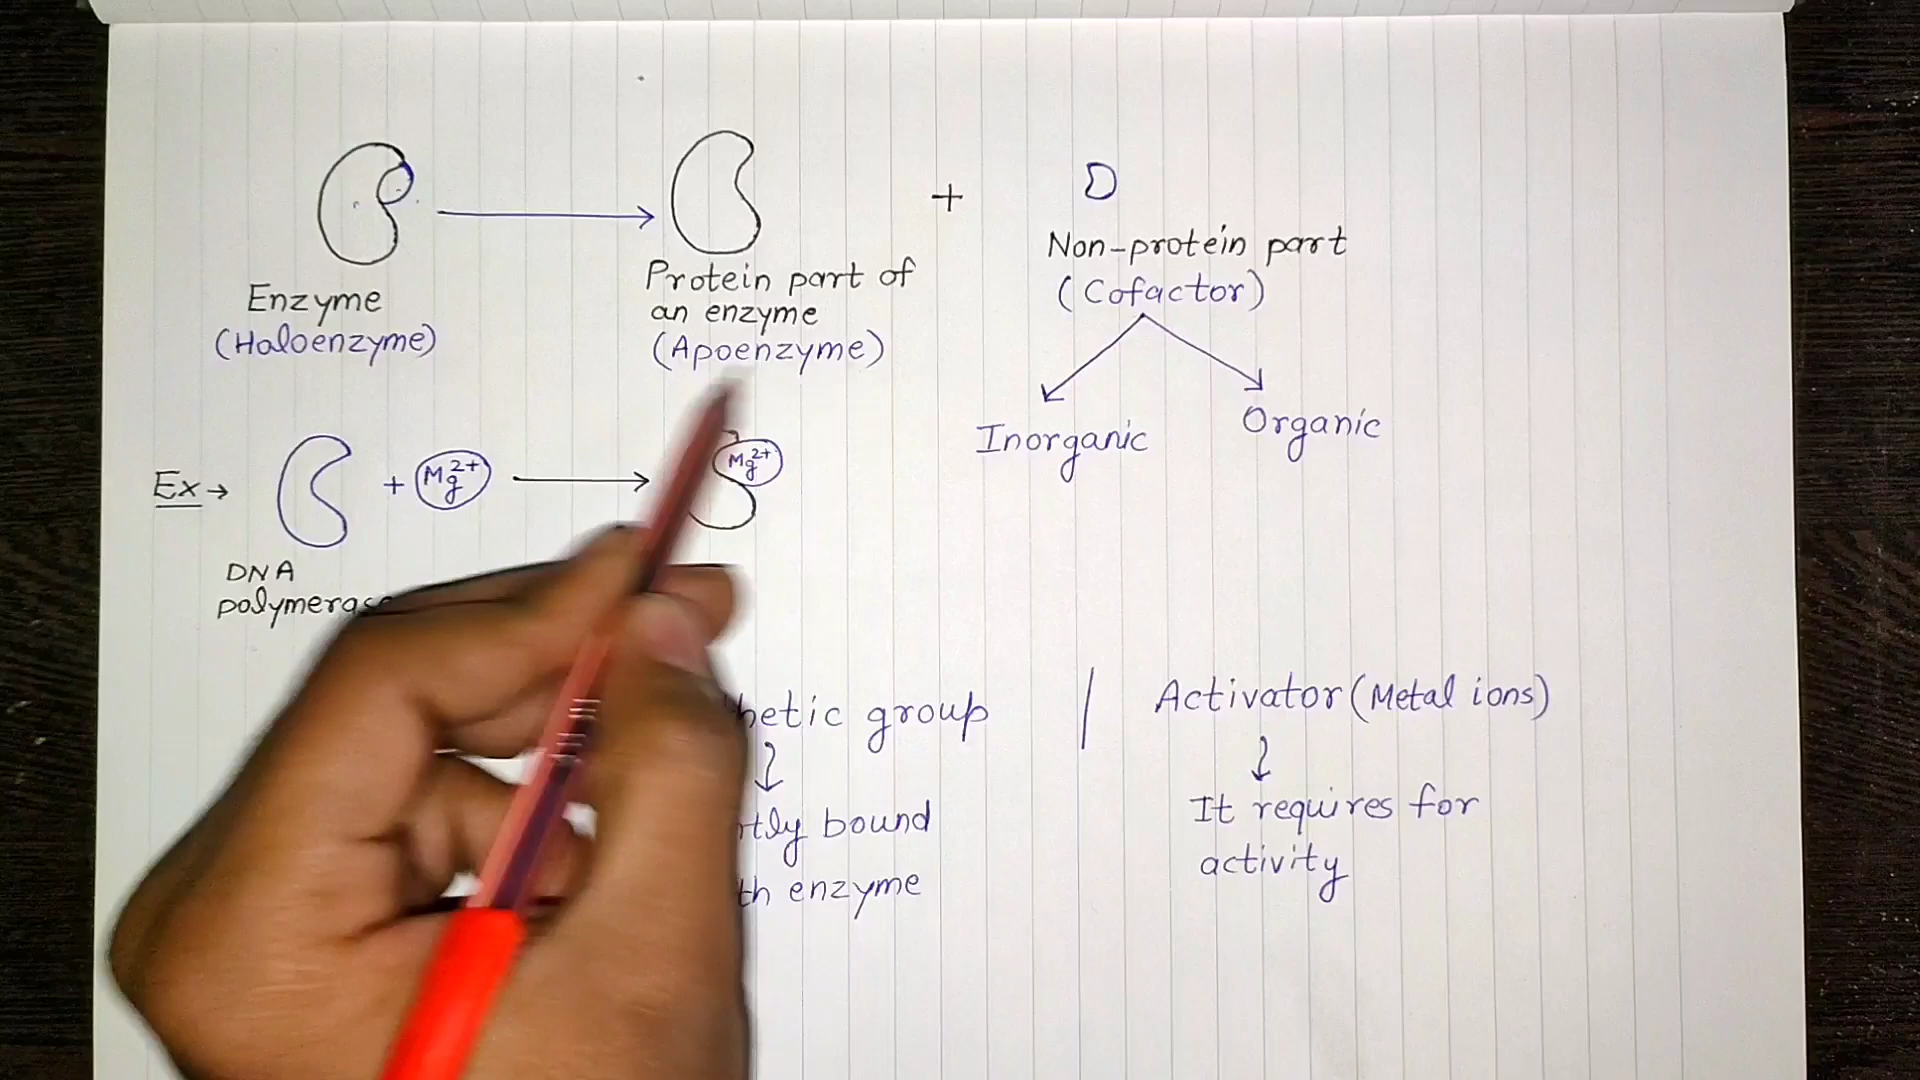 Enzyme
(Haloenzyme)
Protein part of
an enzyme
(Apoenzyme)
+
Non-protein part
(Cofactor)
Inorganic
Organic
Ex → + Mg2+ → Mg2+
DNA
group
bound
enzyme
Activator (Metal ions)
It requires for
activity